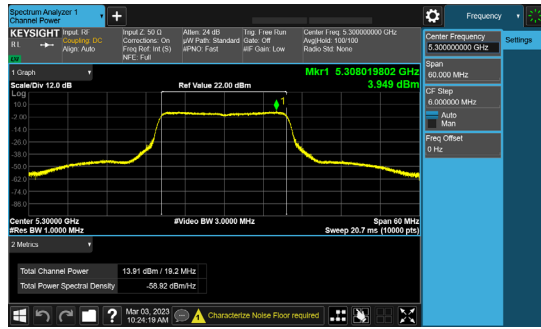 Spectrum Analyzer 1
Channel Power
Frequency
KEYSIGHT
Input: RF
Coupling: DC
Align: Auto
Input Z: 50 Ω
Corrections: On
Freq Ref: Int (S)
NFE: Full
Atten: 24 dB
µW Path: Standard
#PNO: Fast
Trig: Free Run
Gate: Off
#IF Gain: Low
Center Freq: 5.300000000 GHz
Avg|Hold: 100/100
Radio Std: None
1 Graph
Scale/Div 12.0 dB
Ref Value 22.00 dBm
Mkr1 5.308019802 GHz
3.949 dBm
Log
10.0
-2.00
-14.0
-26.0
-38.0
-50.0
-62.0
-74.0
-86.0
1
Center 5.30000 GHz
#Res BW 1.0000 MHz
#Video BW 3.0000 MHz
Span 60 MHz
Sweep 20.7 ms (10000 pts)
2 Metrics
Total Channel Power 13.91 dBm / 19.2 MHz
Total Power Spectral Density -58.92 dBm/Hz
Mar 03, 2023
10:24:19 AM
Characterize Noise Floor required
Center Frequency
5.300000000 GHz
Span
60.000 MHz
CF Step
6.000000 MHz
Auto
Man
Freq Offset
0 Hz
Settings